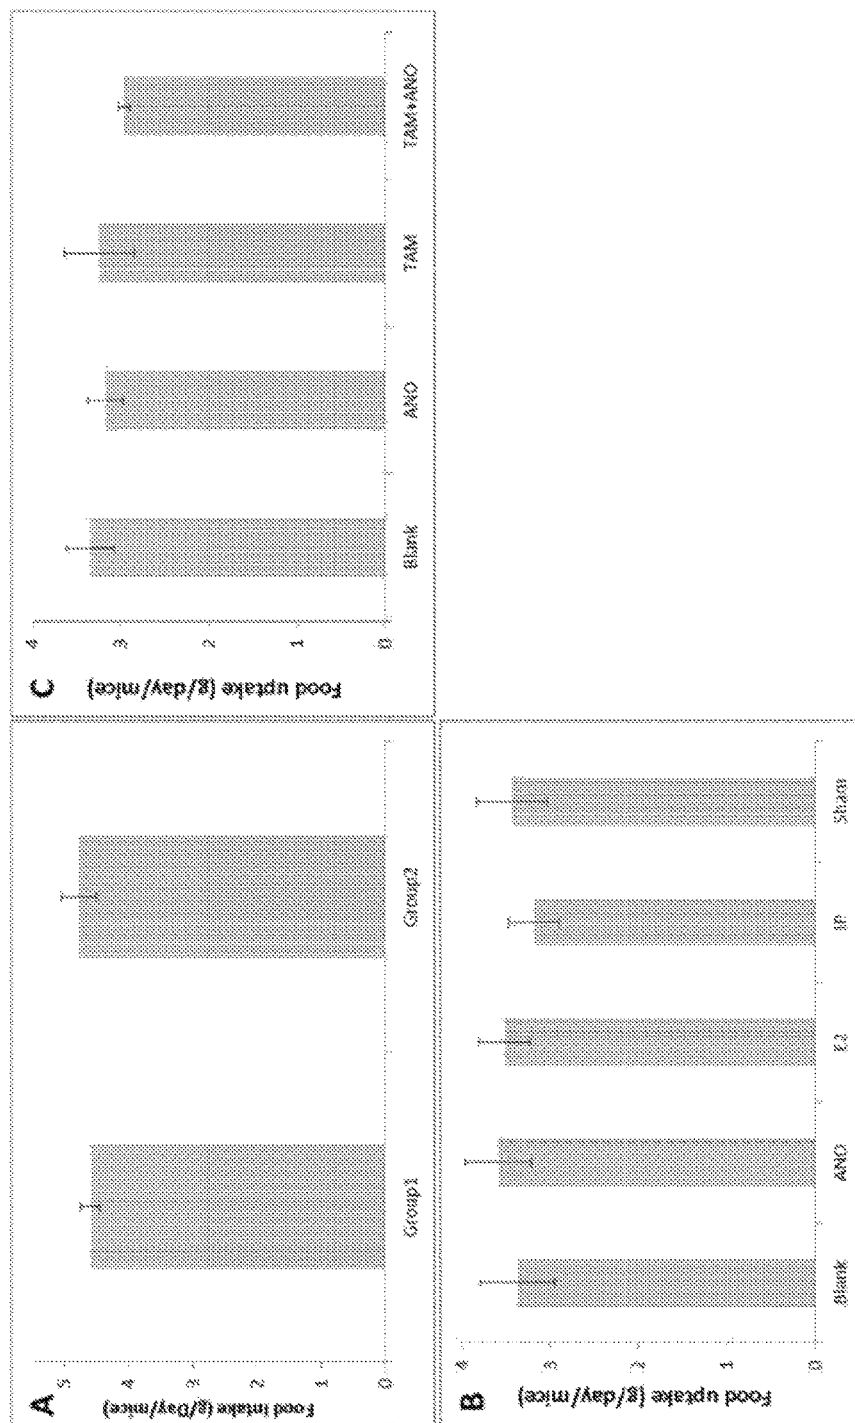 A
Food intake (g/Day/mice)
5
4
3
2
1
0
Group1
Group2
B
Food uptake (g/day/mice)
4
3
2
1
0
Blank
ANO
E2
IP
Sham
C
Food uptake (g/day/mice)
4
3
2
1
0
Blank
ANO
TAM
TAM+ANO